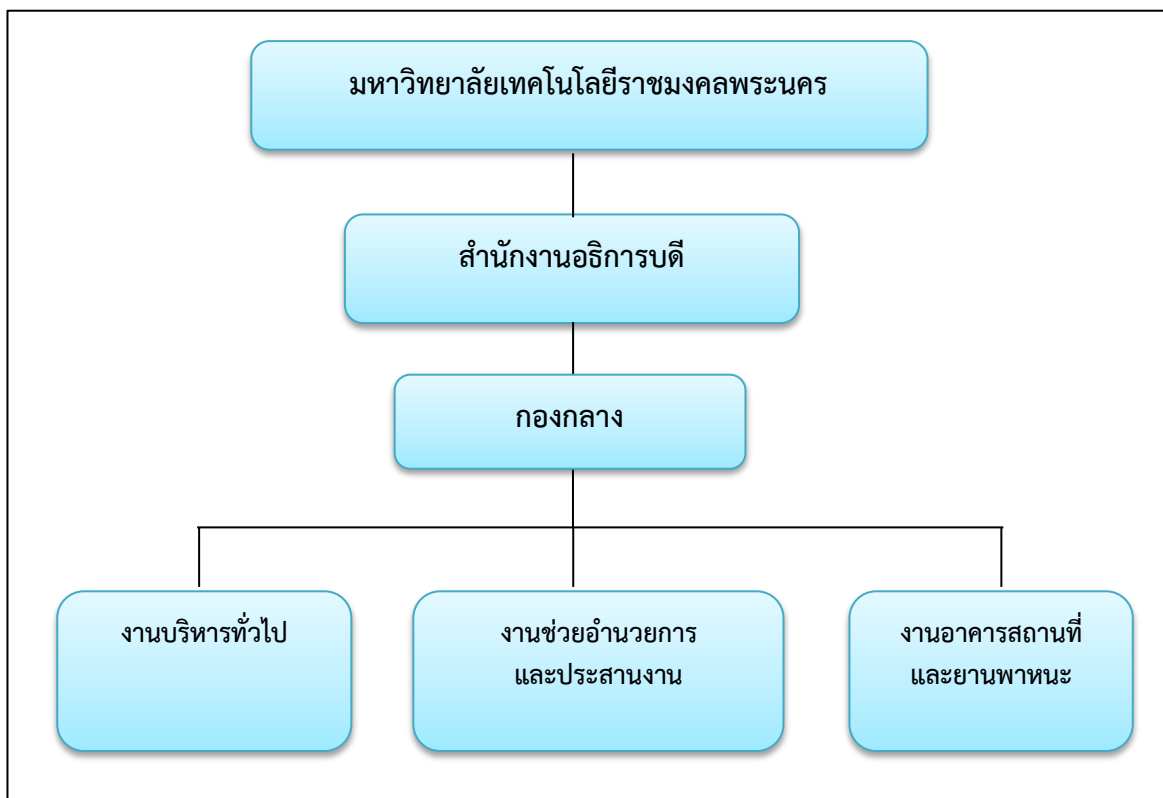 มหาวิทยาลัยเทคโนโลยีราชมงคลพระนคร
สำนักงานอธิการบดี
กองกลาง
งานบริหารทั่วไป
งานช่วยอำนวยการ
และประสานงาน
งานอาคารสถานที่
และยานพาหนะ